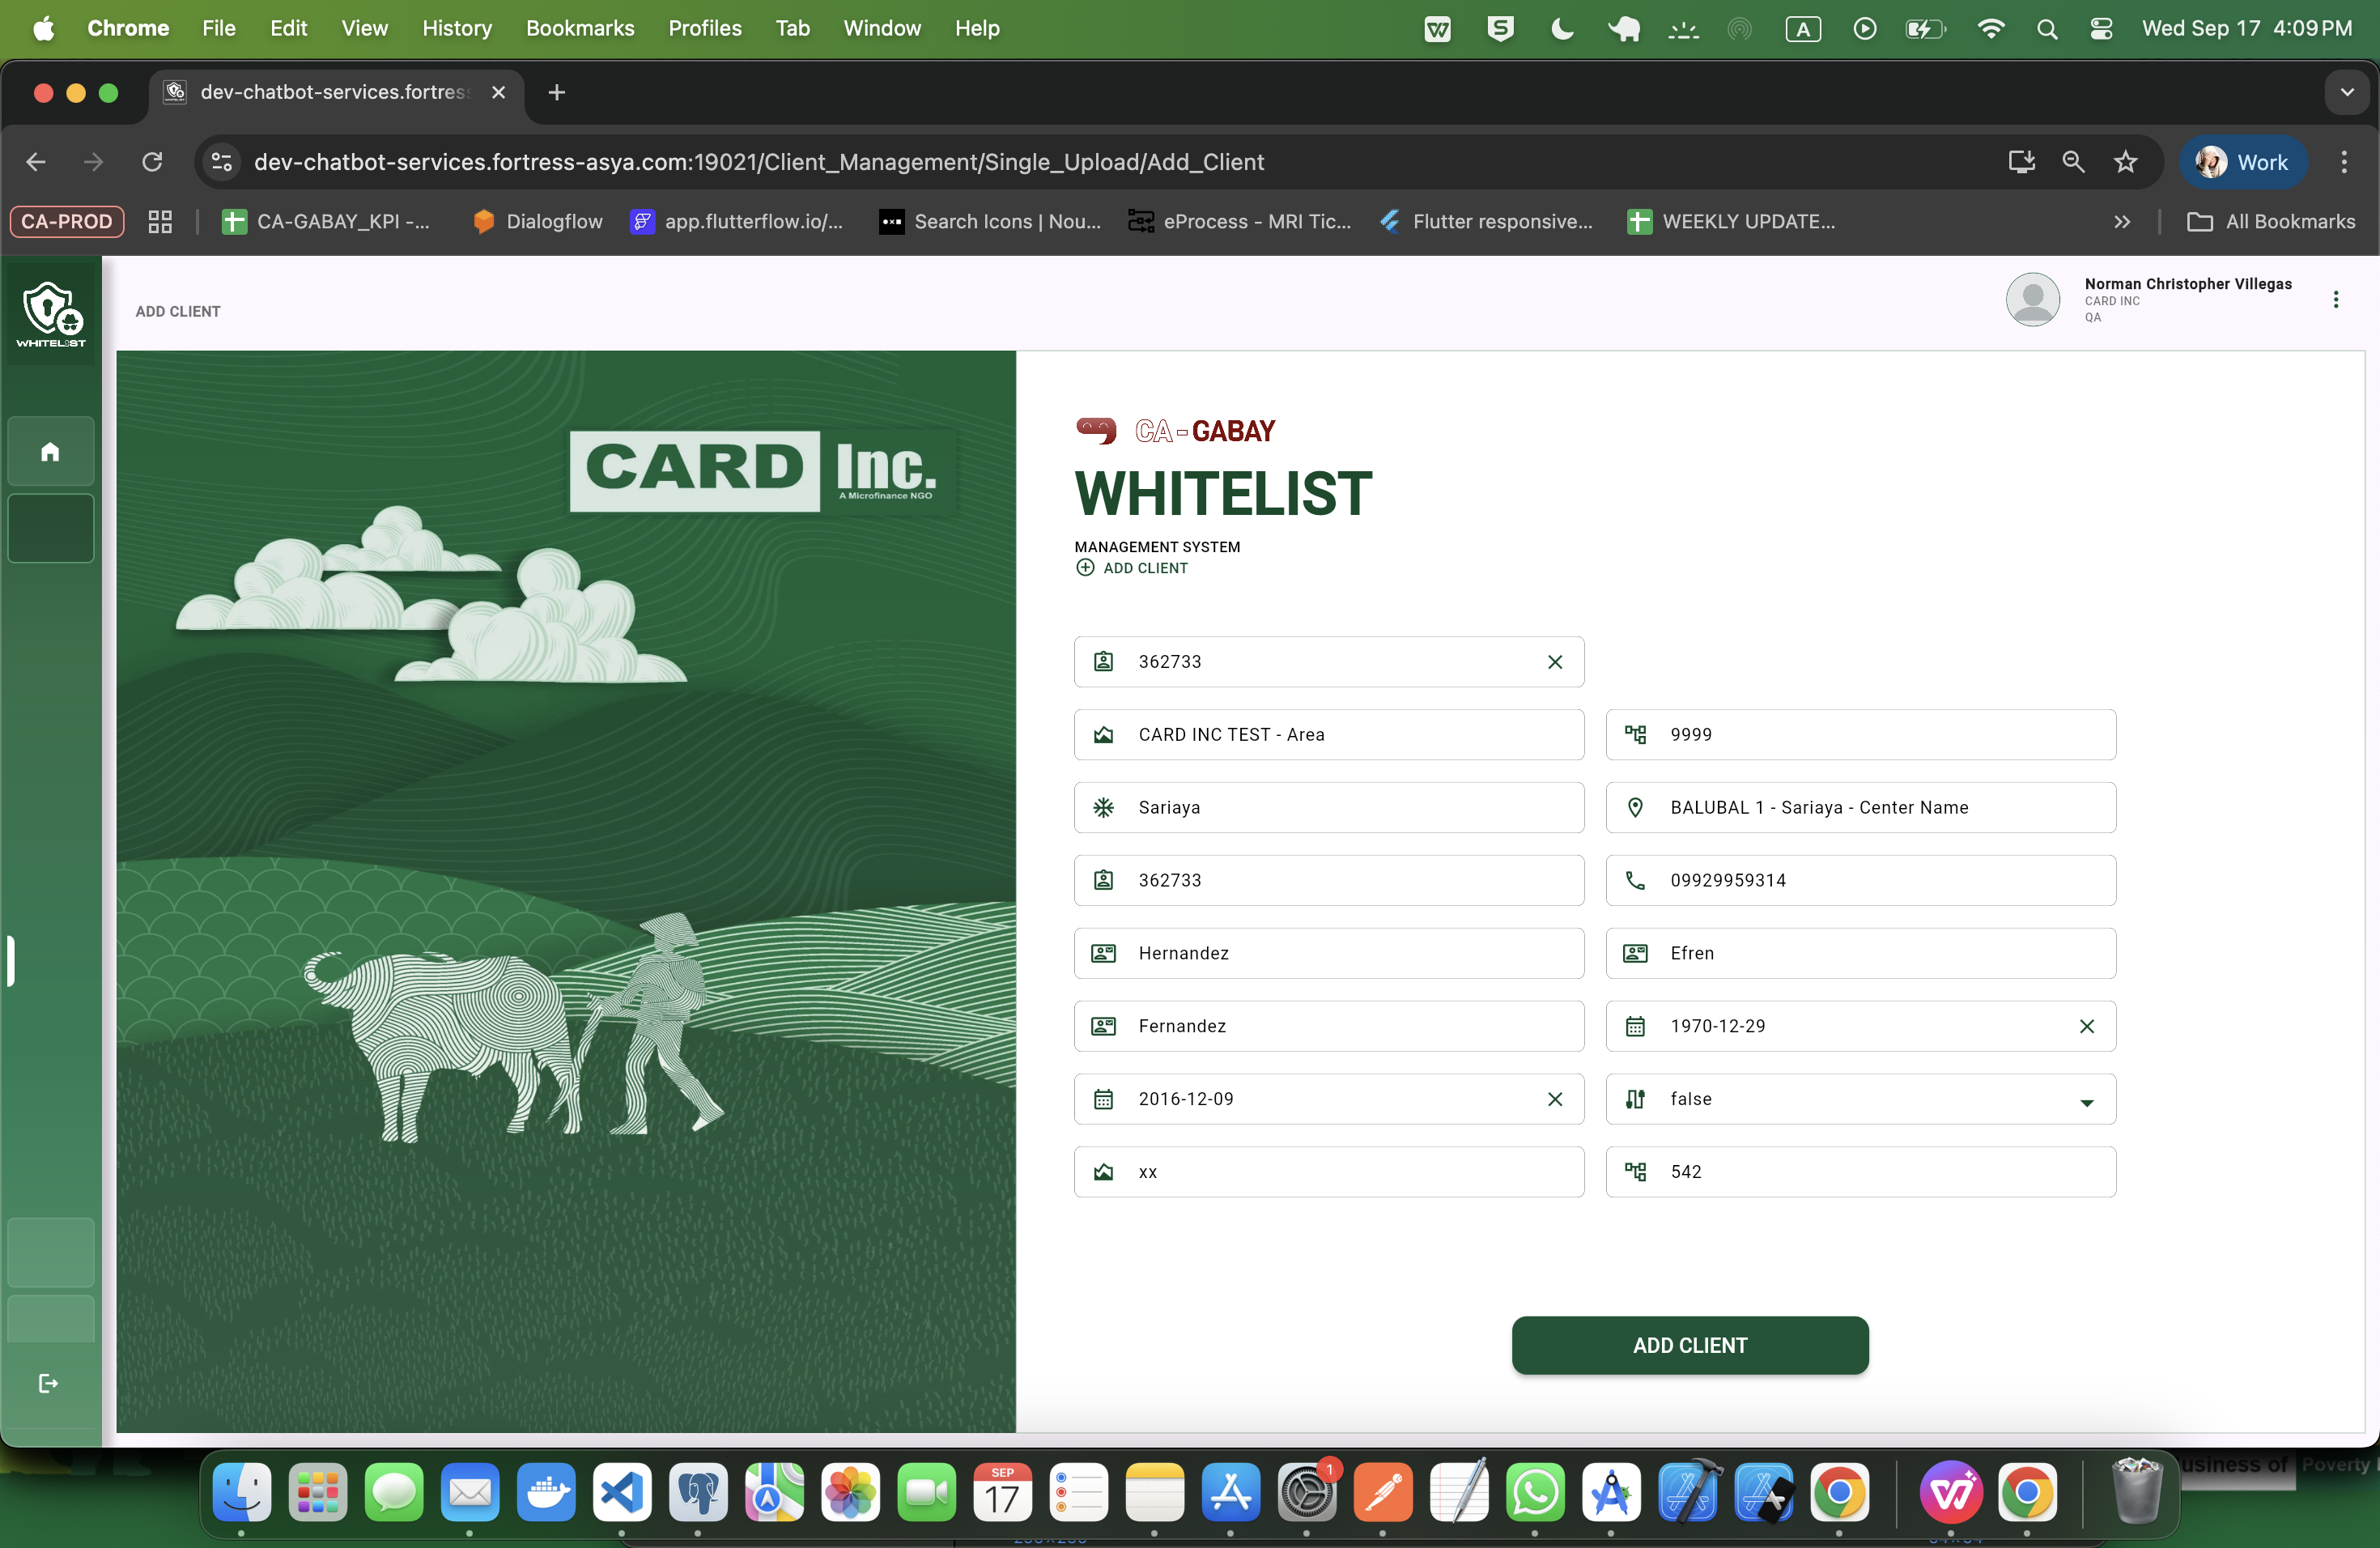 Chrome File Edit View History Bookmarks Profiles Tab Window Help A Wed Sep 17 4:09 PM
dev-chatbot-services.fortress
dev-chatbot-services.fortress-asya.com:19021/Client_Management/Single_Upload/Add_Client Work
CA-PROD CA-GABAY_KPI -... Dialogflow app.flutterflow.io/... Search Icons | Nou... eProcess - MRI Tic... Flutter responsive... WEEKLY UPDATE... All Bookmarks
WHITELIST
ADD CLIENT
Norman Christopher Villegas
CARD INC
QA
CARD Inc.
A Microfinance NGO
CA-GABAY
WHITELIST
MANAGEMENT SYSTEM
ADD CLIENT
362733
CARD INC TEST - Area 9999
Sariaya BALUBAL 1 - Sariaya - Center Name
362733 09929959314
Hernandez Efren
Fernandez 1970-12-29
2016-12-09 false
xx 542
ADD CLIENT
SEP
17
1
usiness of Poverty